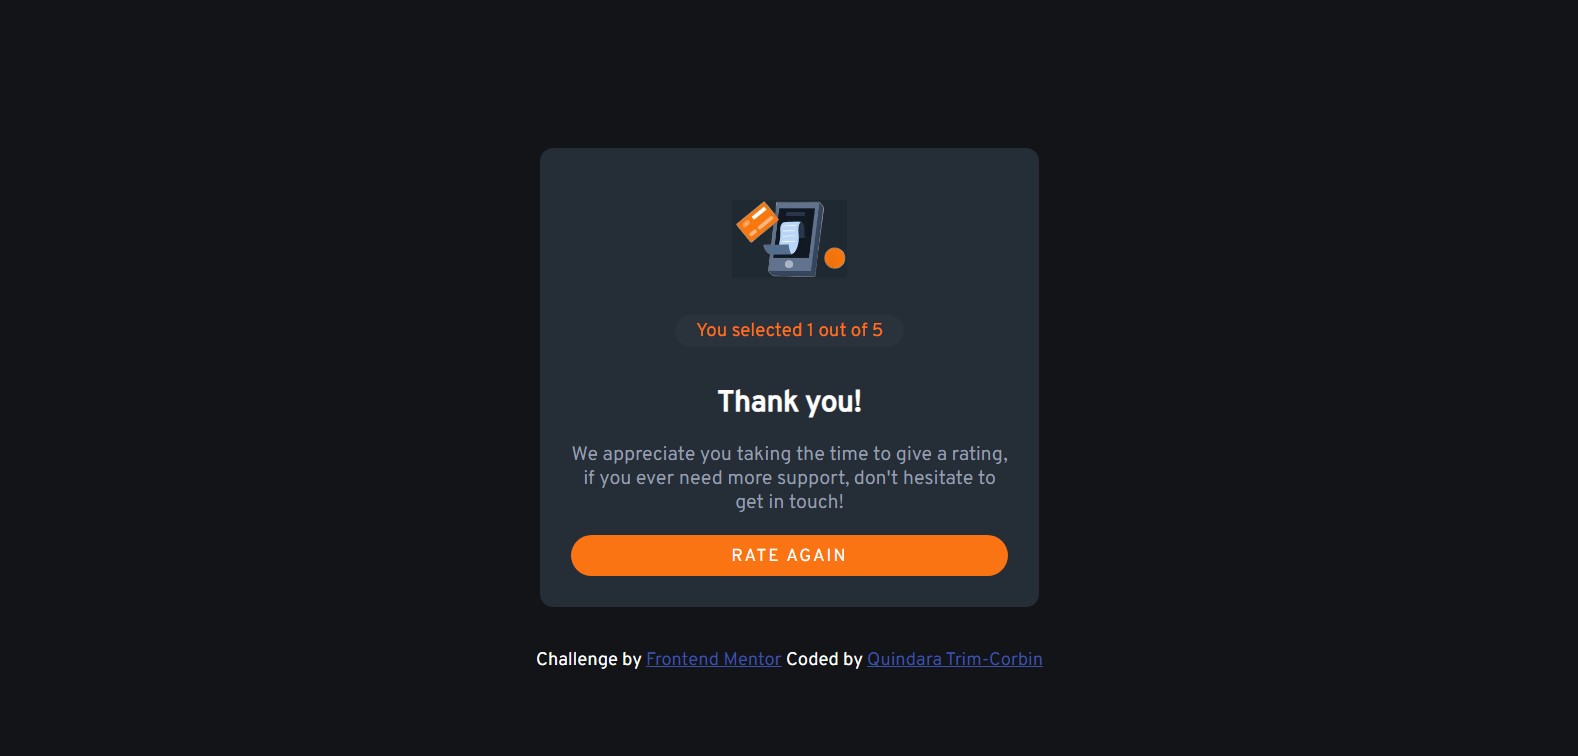 You selected 1 out of 5
Thank you!
We appreciate you taking the time to give a rating,
if you ever need more support, don't hesitate to
get in touch!
RATE AGAIN
Challenge by Frontend Mentor Coded by Quindara Trim-Corbin